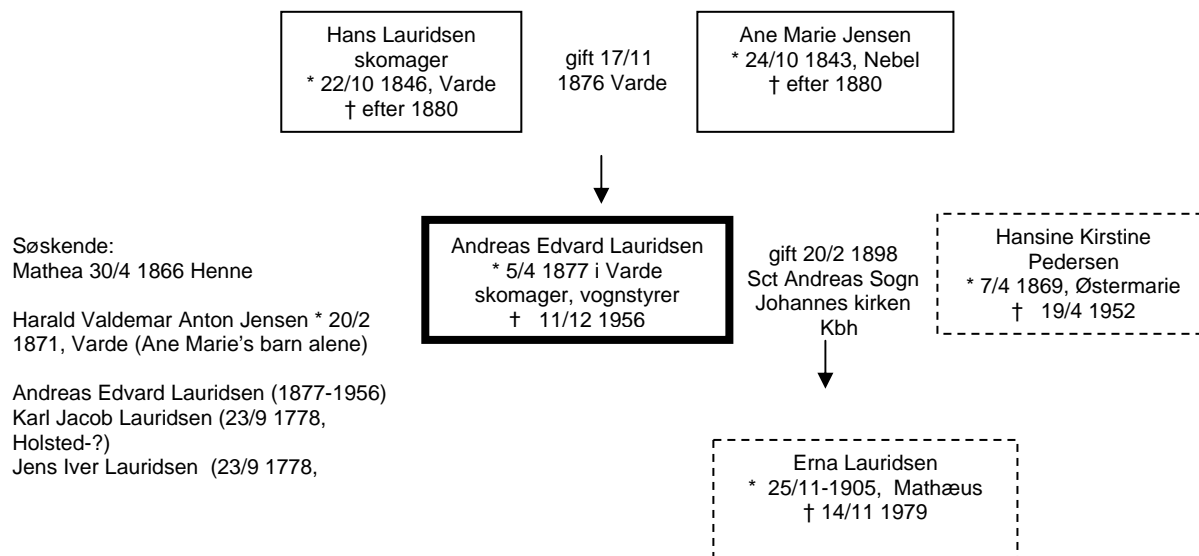 Hans Lauridsen
skomager
* 22/10 1846, Varde
† efter 1880
gift 17/11
1876 Varde
Ane Marie Jensen
* 24/10 1843, Nebel
† efter 1880
Søskende:
Mathea 30/4 1866 Henne
Harald Valdemar Anton Jensen * 20/2
1871, Varde (Ane Marie’s barn alene)
Andreas Edvard Lauridsen (1877-1956)
Karl Jacob Lauridsen (23/9 1778,
Holsted-?)
Jens Iver Lauridsen (23/9 1778,
Andreas Edvard Lauridsen
* 5/4 1877 i Varde
skomager, vognstyrer
† 11/12 1956
gift 20/2 1898
Sct Andreas Sogn
Johannes kirken
Kbh
Hansine Kirstine
Pedersen
* 7/4 1869, Østermarie
† 19/4 1952
Erna Lauridsen
* 25/11-1905, Mathæus
† 14/11 1979